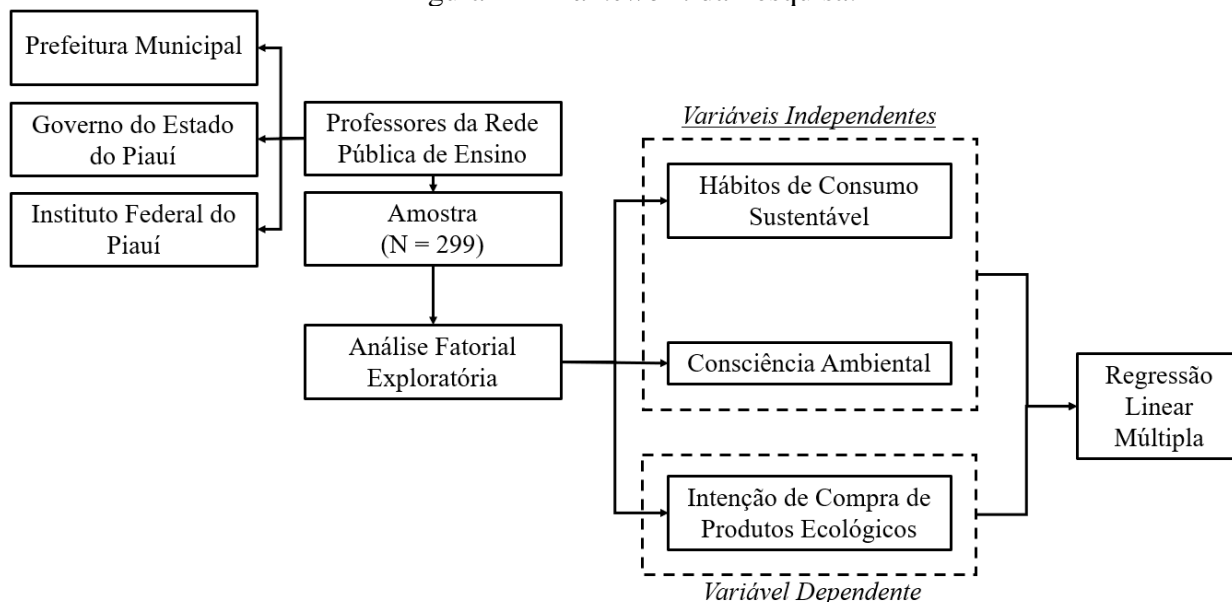 Prefeitura Municipal
Governo do Estado
do Piauí
Instituto Federal do
Piauí
Professores da Rede
Pública de Ensino
Amostra
(N = 299)
Análise Fatorial
Exploratória
Variáveis Independentes
Hábitos de Consumo
Sustentável
Consciência Ambiental
Intenção de Compra de
Produtos Ecológicos
Variável Dependente
Regressão
Linear
Múltipla